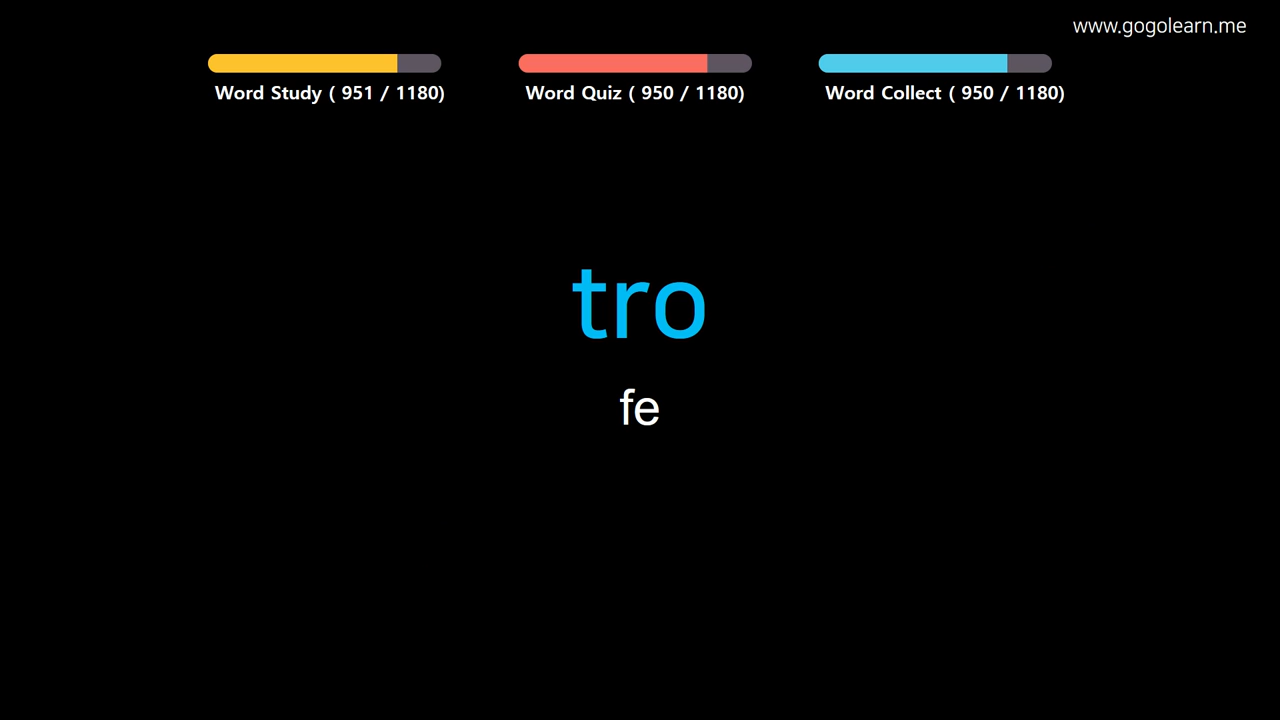 www.gogolearn.me
Word Study ( 951 / 1180)
Word Quiz ( 950 / 1180)
Word Collect ( 950 / 1180)
tro
fe